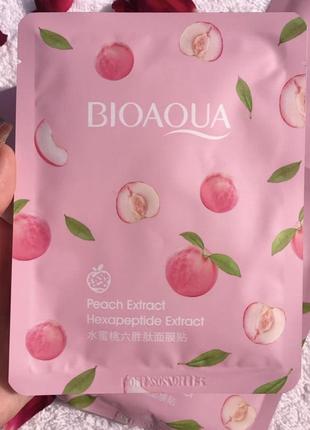 BIOAQUA
Peach Extract
Hexapeptide Extract
水蜜桃六胜肽面膜贴